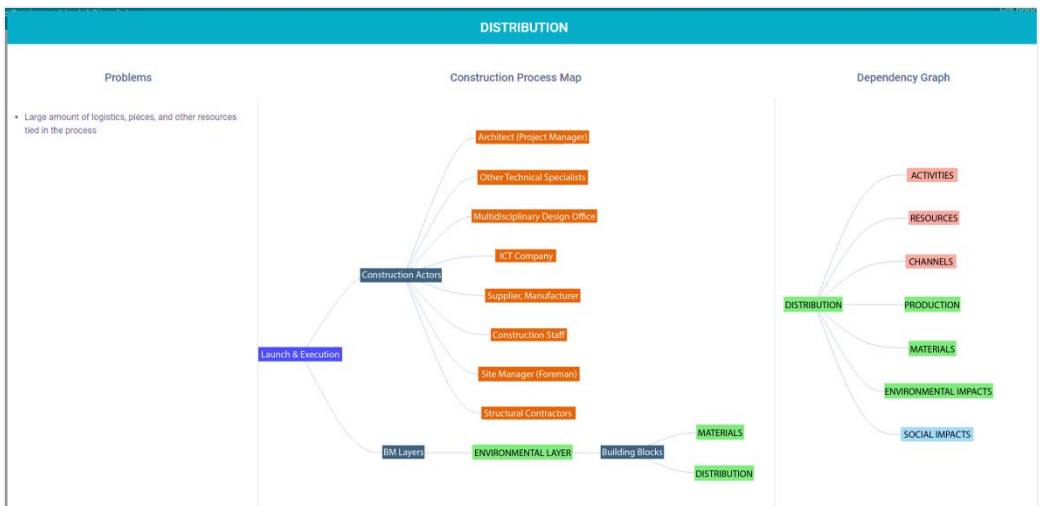 DISTRIBUTION
Problems
Large amount of logistics, pieces, and other resources
tied in the process
Construction Process Map
Architect (Project Manager)
Other Technical Specialists
Multidisciplinary Design Office
ICT Company
Construction Actors
Supplier, Manufacturer
Construction Staff
Launch & Execution
Site Manager (Foreman)
Structural Contractors
BM Layers
ENVIRONMENTAL LAYER
Building Blocks
MATERIALS
DISTRIBUTION
Dependency Graph
ACTIVITIES
RESOURCES
CHANNELS
DISTRIBUTION
PRODUCTION
MATERIALS
ENVIRONMENTAL IMPACTS
SOCIAL IMPACTS